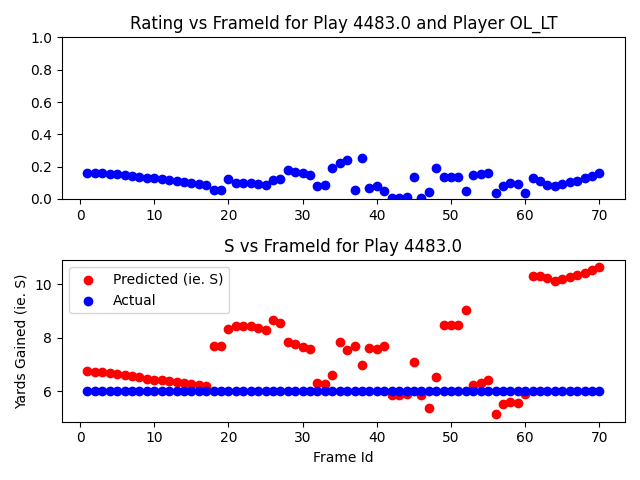 Rating vs FrameId for Play 4483.0 and Player OL_LT
1.0
0.8
0.6
0.4
0.2
0.0
0 10 20 30 40 50 60 70
S vs FrameId for Play 4483.0
Predicted (ie. S)
Actual
Yards Gained (ie. S)
10
8
6
0 10 20 30 40 50 60 70
Frame Id